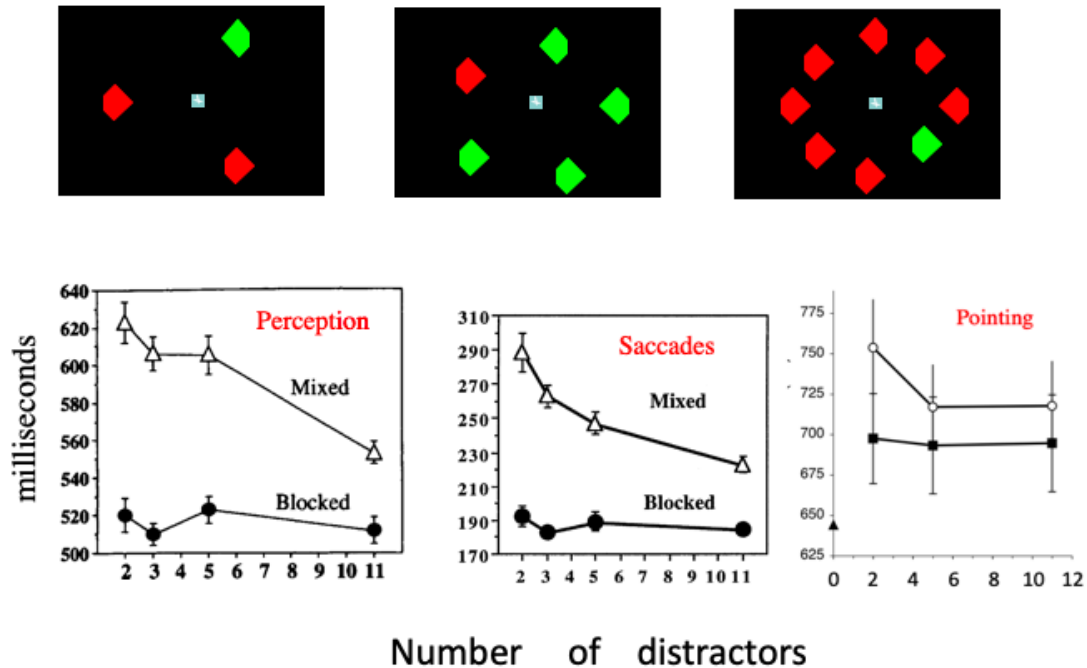 milliseconds
640
620
600
580
560
540
520
500
Perception
Mixed
Blocked
2 3 4 5 6 7 8 9 10 11
310
290
270
250
230
210
190
170
Saccades
Mixed
Blocked
2 3 4 5 6 7 8 9 10 11
775
750
725
700
675
650
625
Pointing
0 2 4 6 8 10 12
Number of distractors